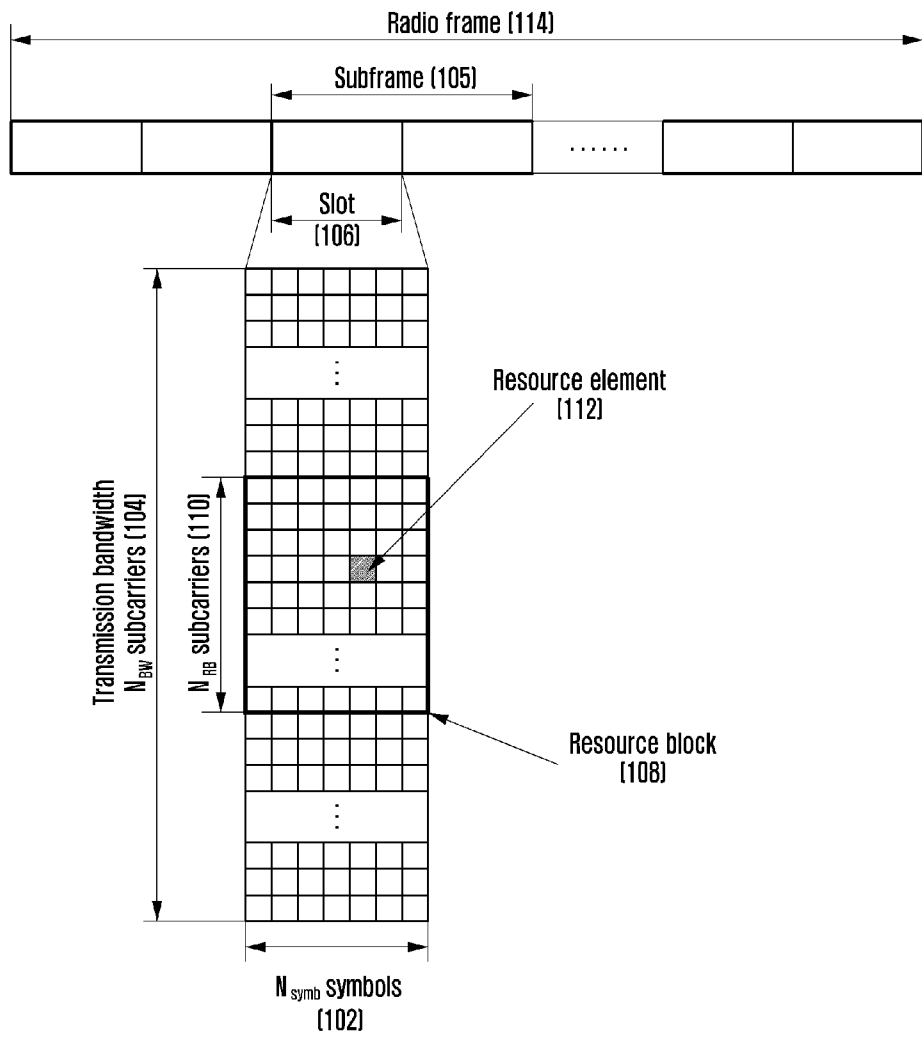 Radio frame (114)
Subframe (105)
......
Slot
(106)
Resource element
(112)
Transmission bandwidth
N_BW subcarriers (104)
N_RB subcarriers (110)
Resource block
(108)
N_symb symbols
(102)